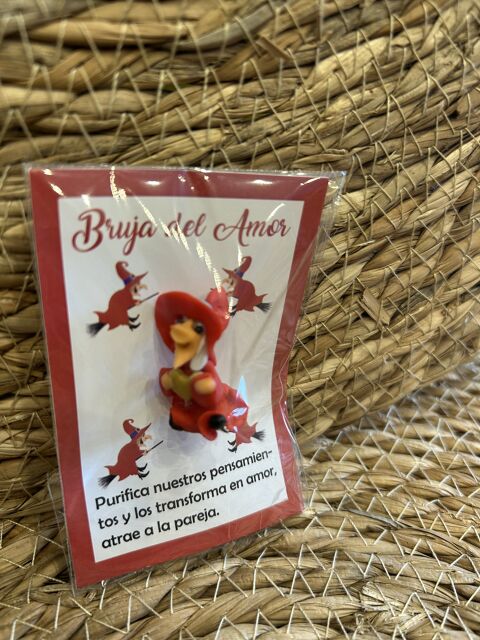 Bruja del Amor
Purifica nuestros pensamien-
tos y los transforma en amor,
atrae a la pareja.